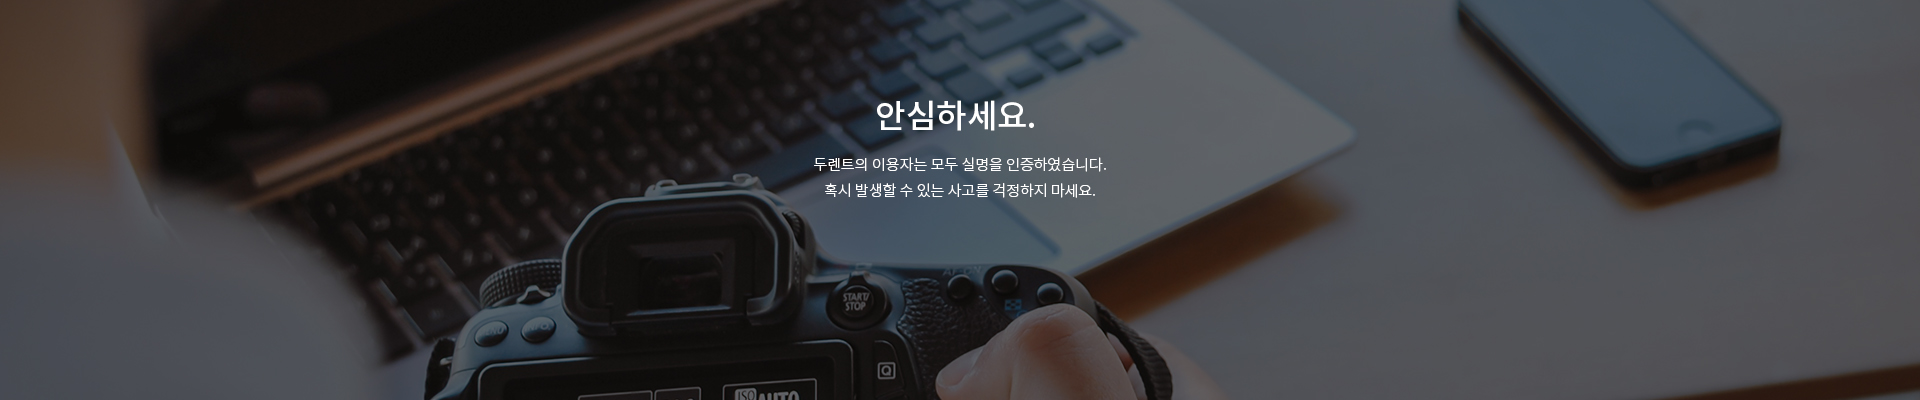 안심하세요.
두렌트의 이용자는 모두 실명을 인증하였습니다.
혹시 발생할 수 있는 사고를 걱정하지 마세요.
START/
STOP
Q
ISO
AUTO